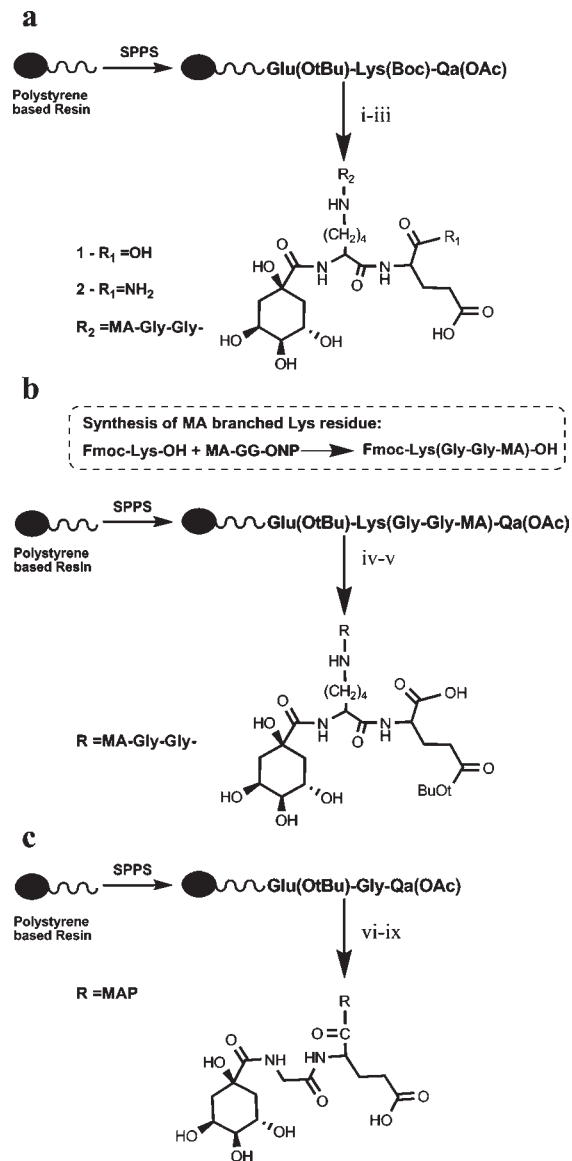 a
SPPS
Glu(OtBu)-Lys(Boc)-Qa(OAc)
Polystyrene
based Resin
i-iii
R2
HN
(CH2)4
O
O
R1
1 - R1 =OH
HO
N
H
HN
O
2 - R1=NH2
O
HO
R2 =MA-Gly-Gly-
HO
OH
OH
b
Synthesis of MA branched Lys residue:
Fmoc-Lys-OH + MA-GG-ONP
Fmoc-Lys(Gly-Gly-MA)-OH
SPPS
Glu(OtBu)-Lys(Gly-Gly-MA)-Qa(OAc)
Polystyrene
based Resin
iv-v
R
HN
(CH2)4
O
O
OH
R =MA-Gly-Gly-
HO
N
H
HN
O
O
BuOt
HO
OH
OH
c
SPPS
Glu(OtBu)-Gly-Qa(OAc)
Polystyrene
based Resin
vi-ix
R =MAP
R
O=C
O
NH
HN
HO
O
O
HO
HO
OH
OH